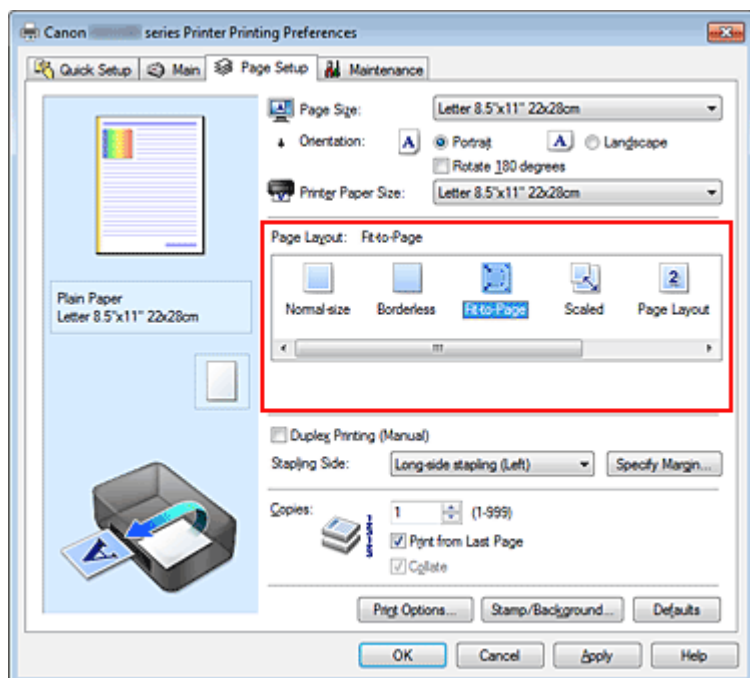 Canon series Printer Printing Preferences
Quick Setup Main Page Setup Maintenance
Page Size: Letter 8.5"x11" 22x28cm
Orientation: A Portrait A Landscape
Rotate 180 degrees
Printer Paper Size: Letter 8.5"x11" 22x28cm
Page Layout: Fit-to-Page
2
Normal-size Borderless Fit-to-Page Scaled Page Layout
Plain Paper
Letter 8.5"x11" 22x28cm
Duplex Printing (Manual)
Stapling Side: Long-side stapling (Left) Specify Margin...
Copies: 1 (1-999)
Print from Last Page
Collate
A
Print Options... Stamp/Background... Defaults
OK Cancel Apply Help